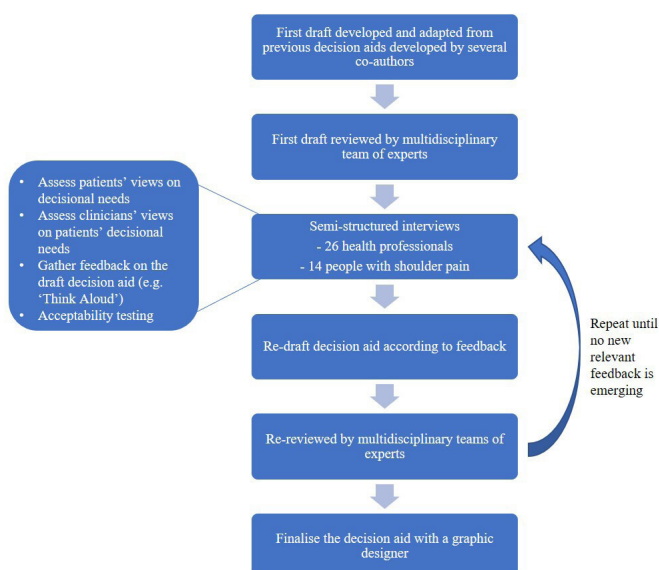 First draft developed and adapted from
previous decision aids developed by several
co-authors
First draft reviewed by multidisciplinary
team of experts
• Assess patients' views on
decisional needs
• Assess clinicians' views
on patients' decisional
needs
• Gather feedback on the
draft decision aid (e.g.
'Think Aloud')
• Acceptability testing
Semi-structured interviews
- 26 health professionals
- 14 people with shoulder pain
Re-draft decision aid according to feedback
Repeat until
no new
relevant
feedback is
emerging
Re-reviewed by multidisciplinary teams of
experts
Finalise the decision aid with a graphic
designer